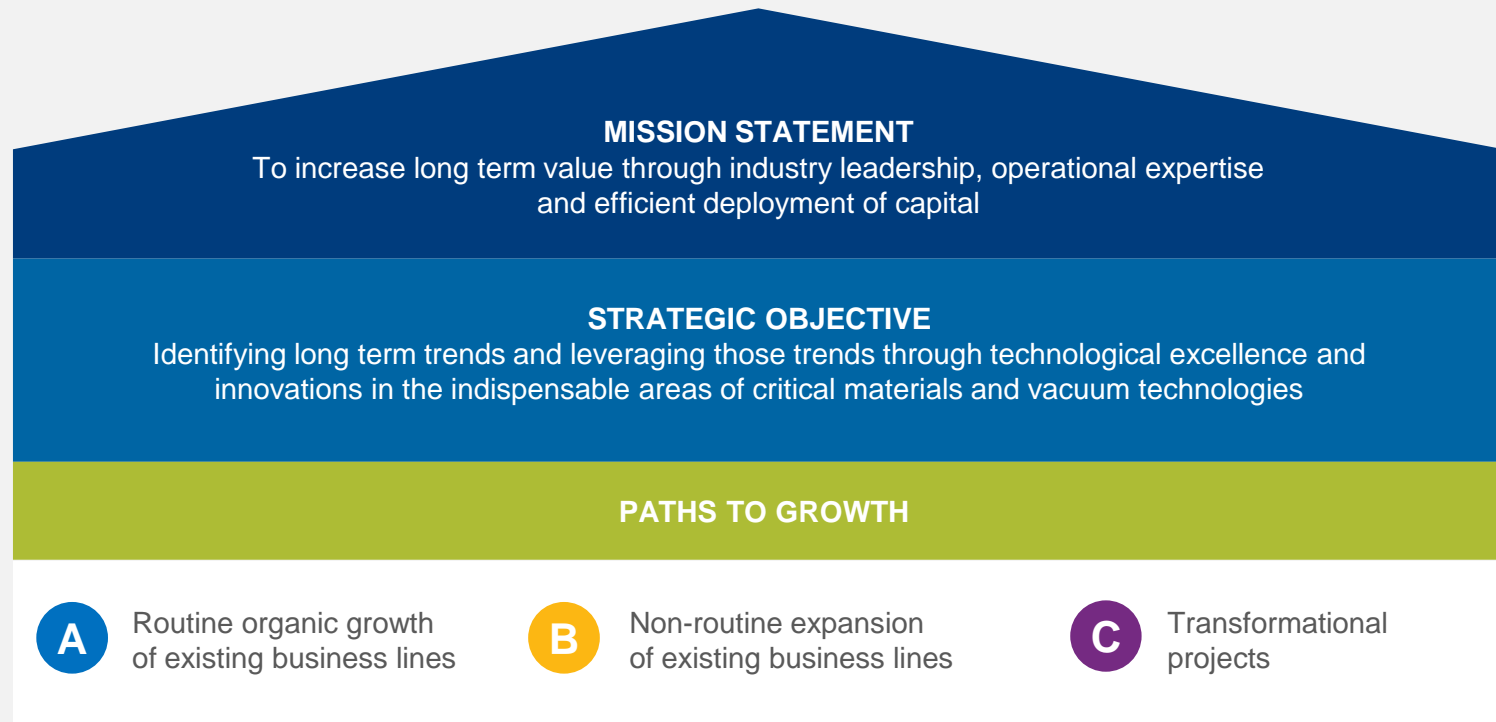 MISSION STATEMENT
To increase long term value through industry leadership, operational expertise
and efficient deployment of capital
STRATEGIC OBJECTIVE
Identifying long term trends and leveraging those trends through technological excellence and
innovations in the indispensable areas of critical materials and vacuum technologies
PATHS TO GROWTH
A
Routine organic growth
of existing business lines
B
Non-routine expansion
of existing business lines
C
Transformational
projects